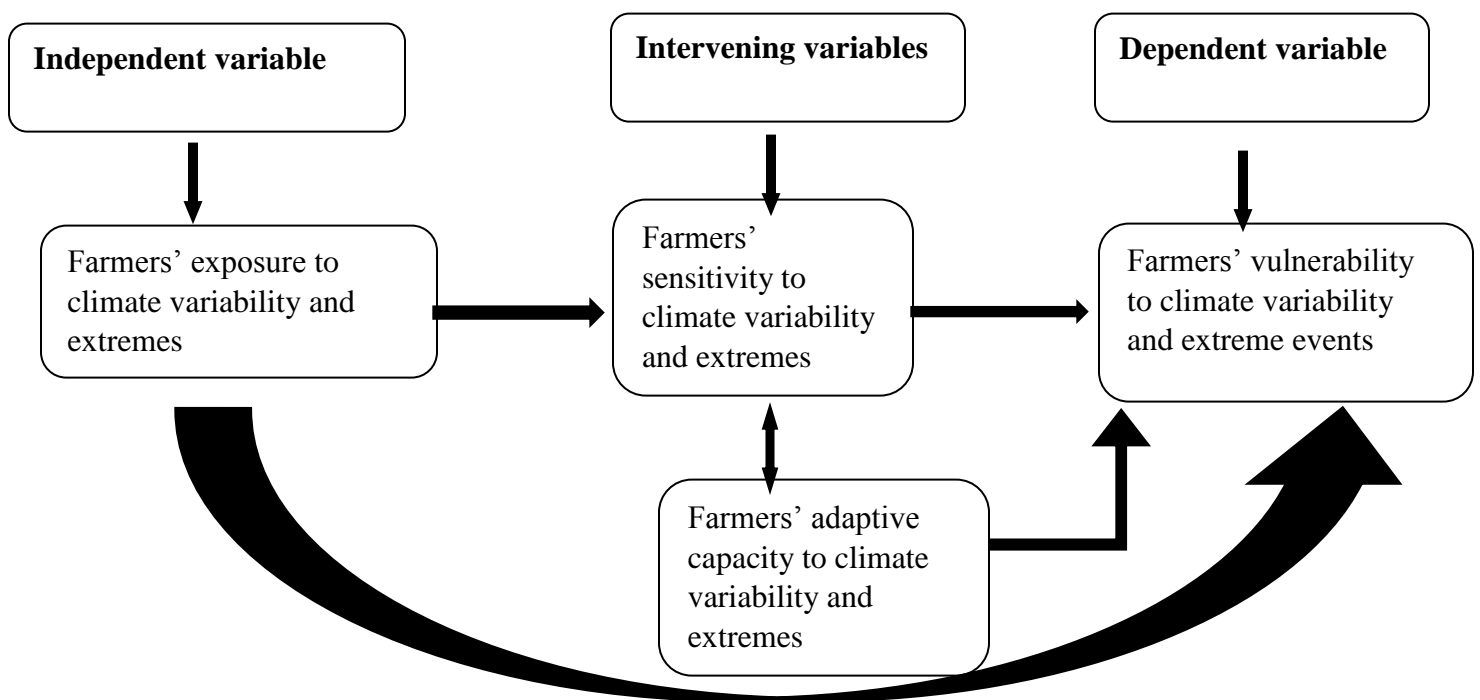 Independent variable
Intervening variables
Dependent variable
Farmers’ exposure to
climate variability and
extremes
Farmers’
sensitivity to
climate variability
and extremes
Farmers’ vulnerability
to climate variability
and extreme events
Farmers’ adaptive
capacity to climate
variability and
extremes